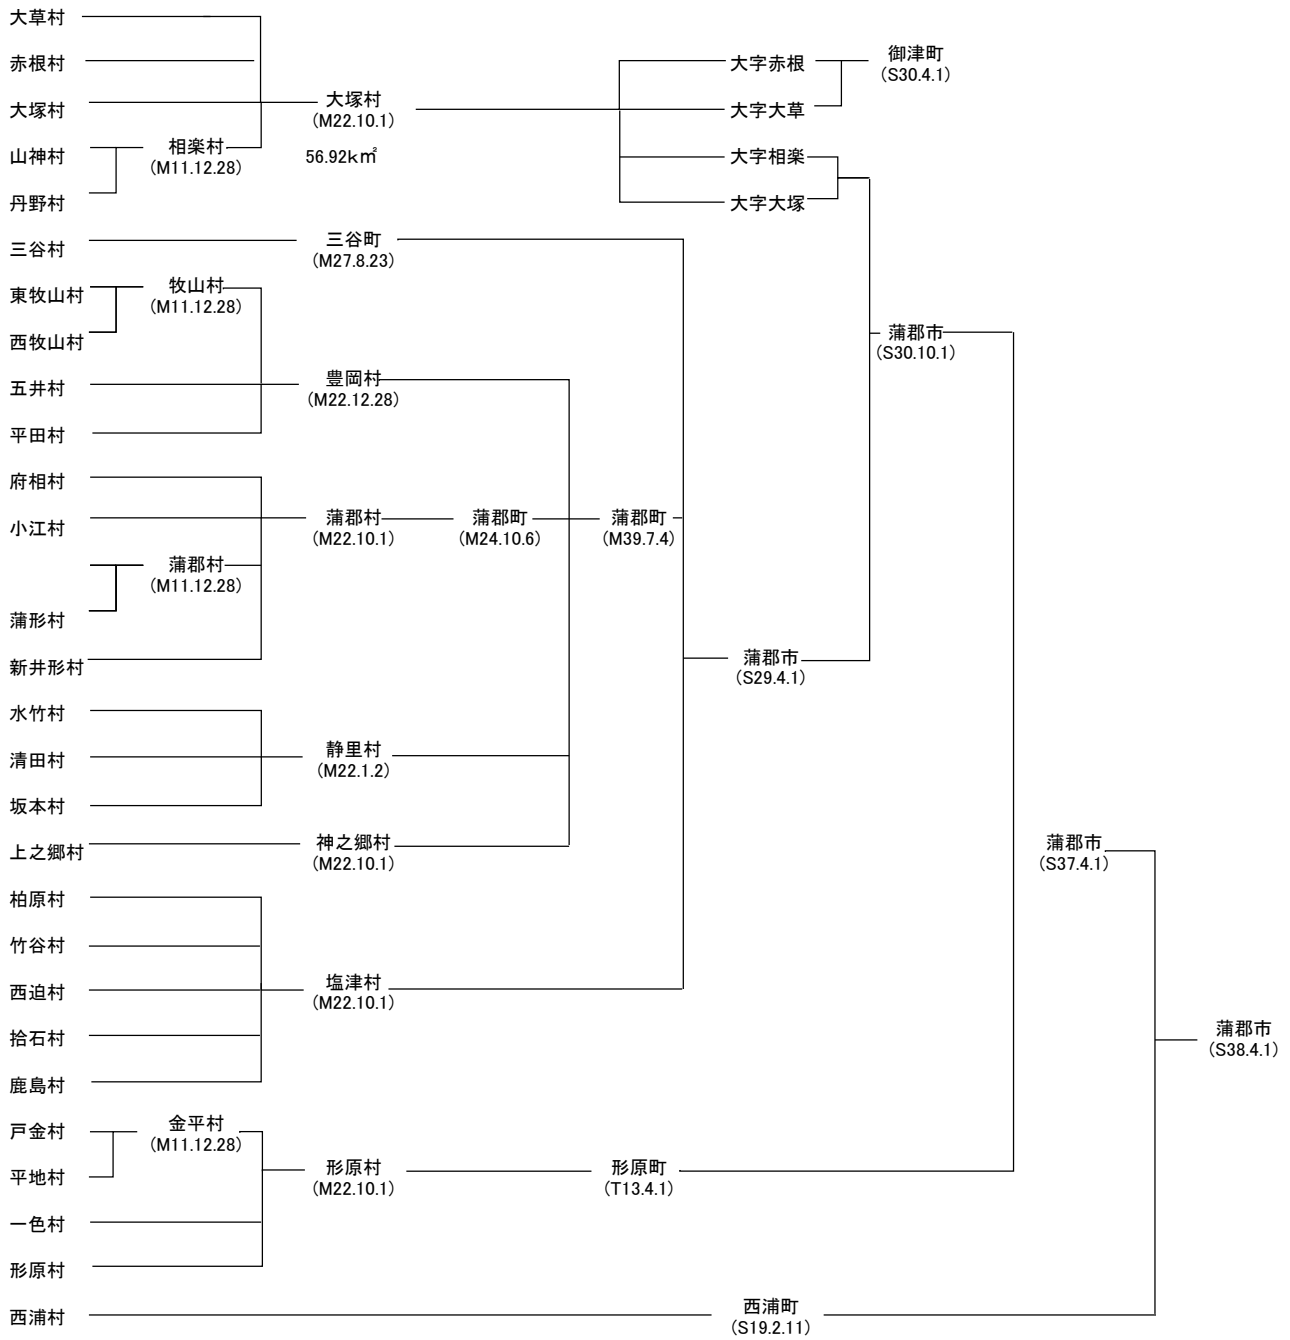 大草村
赤根村
大塚村
山神村
丹野村
三谷村
東牧山村
西牧山村
五井村
平田村
府相村
小江村
蒲形村
新井形村
水竹村
清田村
坂本村
上之郷村
柏原村
竹谷村
西迫村
拾石村
鹿島村
戸金村
平地村
一色村
形原村
西浦村
相楽村
(M11.12.28)
牧山村
(M11.12.28)
蒲郡村
(M11.12.28)
金平村
(M11.12.28)
大塚村
(M22.10.1)
56.92k㎡
三谷町
(M27.8.23)
豊岡村
(M22.12.28)
蒲郡村
(M22.10.1)
静里村
(M22.1.2)
神之郷村
(M22.10.1)
塩津村
(M22.10.1)
形原村
(M22.10.1)
蒲郡町
(M24.10.6)
蒲郡町
(M39.7.4)
形原町
(T13.4.1)
大字赤根
大字大草
大字相楽
大字大塚
蒲郡市
(S29.4.1)
西浦町
(S19.2.11)
御津町
(S30.4.1)
蒲郡市
(S30.10.1)
蒲郡市
(S37.4.1)
蒲郡市
(S38.4.1)